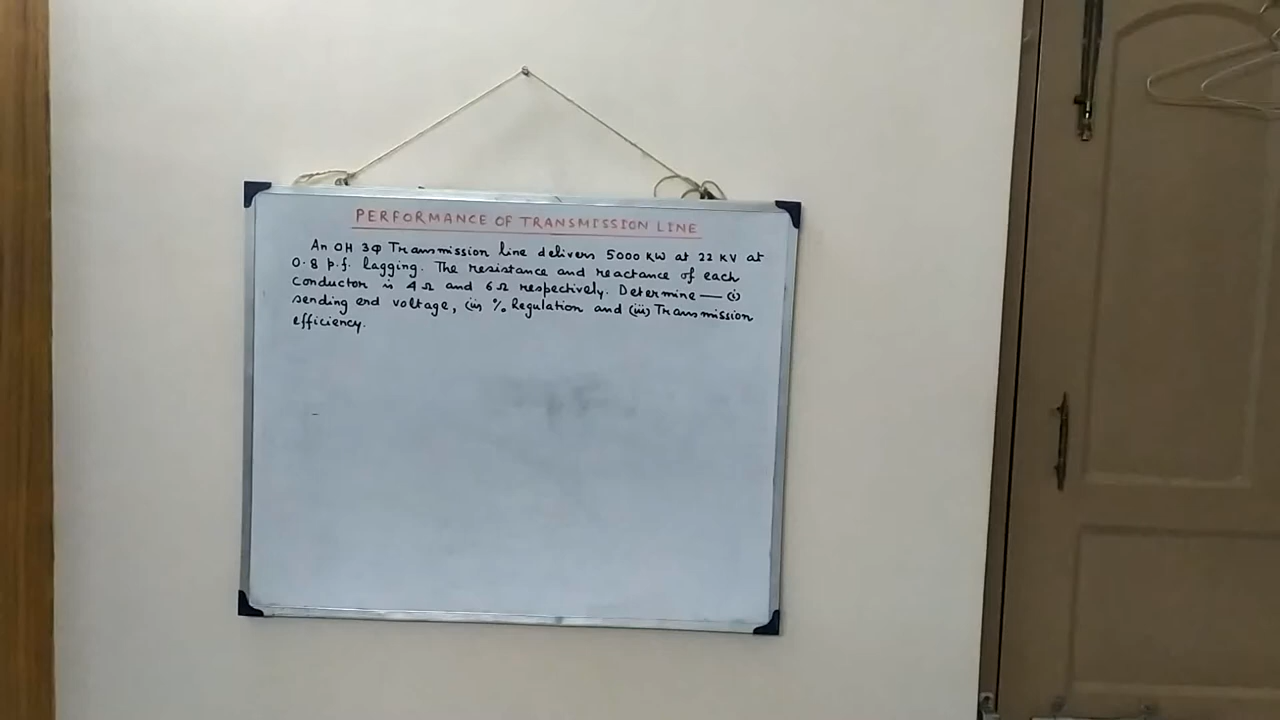 PERFORMANCE OF TRANSMISSION LINE
An OH 3φ Transmission line delivers 5000 KW at 22 KV at
0.8 p.f. lagging. The resistance and reactance of each
Conductor is 4 Ω and 6 Ω respectively. Determine — (i)
sending end voltage, (ii) % Regulation and (iii) Transmission
efficiency.